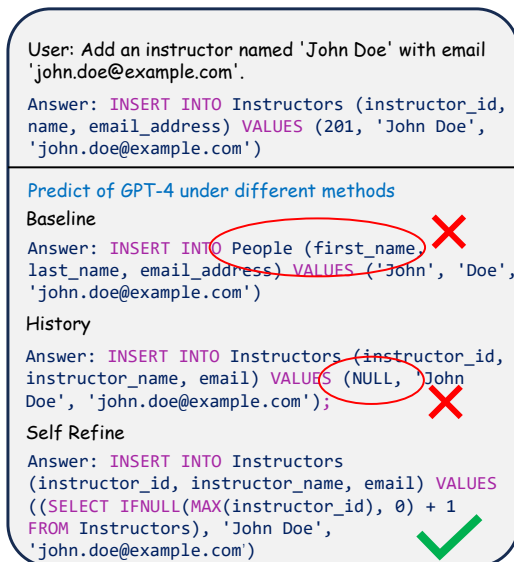 User: Add an instructor named 'John Doe' with email
'john.doe@example.com'.
Answer: INSERT INTO Instructors (instructor_id,
name, email_address) VALUES (201, 'John Doe',
'john.doe@example.com')
Predict of GPT-4 under different methods
Baseline
Answer: INSERT INTO People (first_name,
last_name, email_address) VALUES ('John', 'Doe',
'john.doe@example.com')
History
Answer: INSERT INTO Instructors (instructor_id,
instructor_name, email) VALUES (NULL, 'John
Doe', 'john.doe@example.com');
Self Refine
Answer: INSERT INTO Instructors
(instructor_id, instructor_name, email) VALUES
((SELECT IFNULL(MAX(instructor_id), 0) + 1
FROM Instructors), 'John Doe',
'john.doe@example.com')